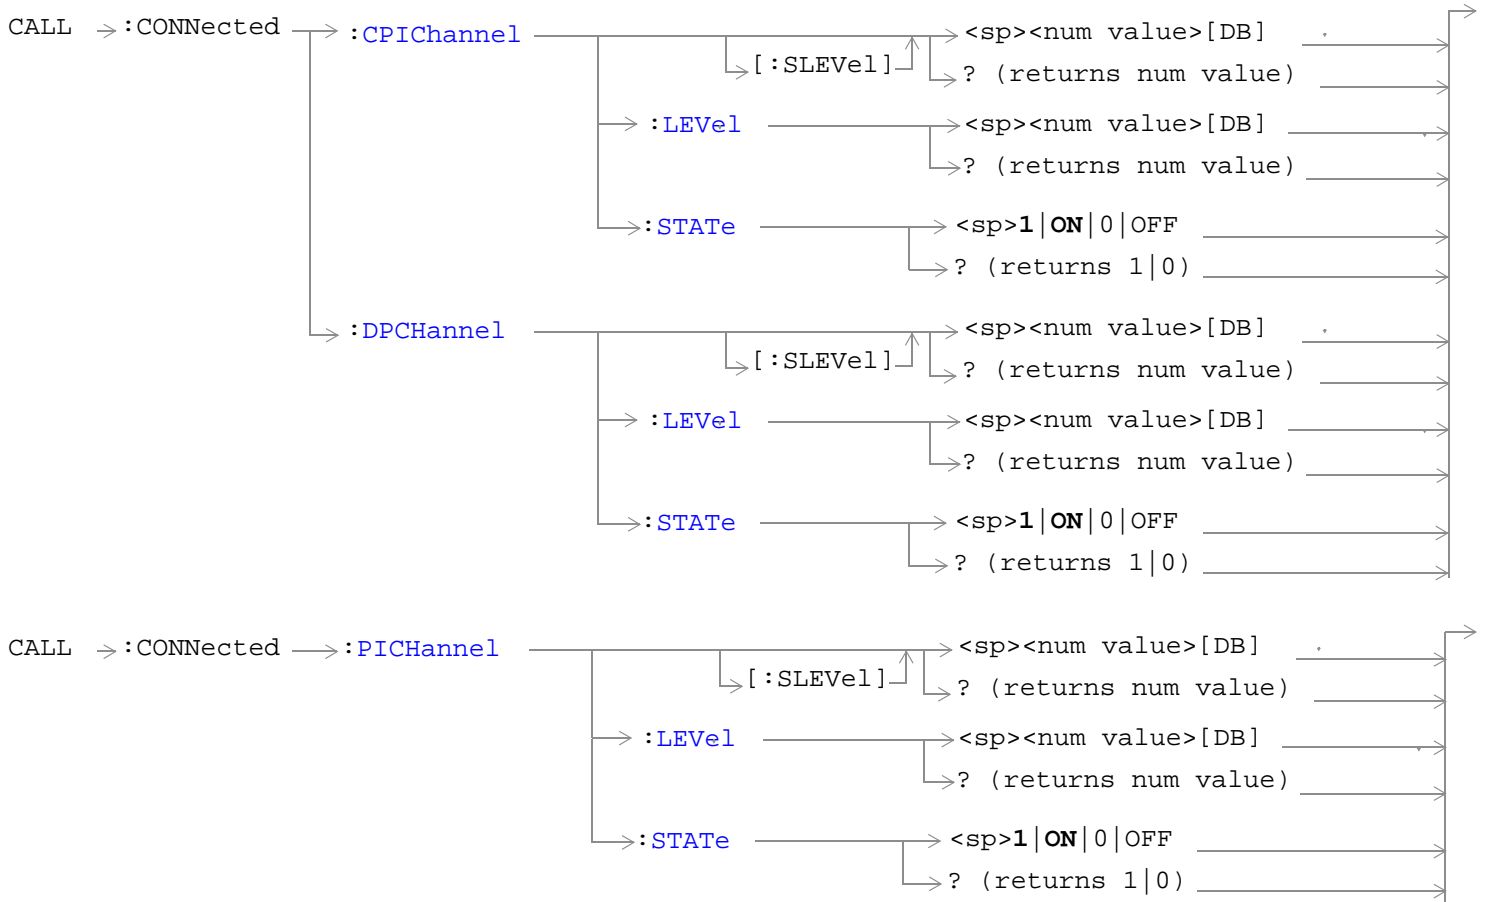 CALL :CONNected :CPIChannel <sp><num value>[DB]
[:SLEVel] ? (returns num value)
:LEVel <sp><num value>[DB]
? (returns num value)
:STATe <sp>1|ON|0|OFF
? (returns 1|0)
:DPCHannel <sp><num value>[DB]
[:SLEVel] ? (returns num value)
:LEVel <sp><num value>[DB]
? (returns num value)
:STATe <sp>1|ON|0|OFF
? (returns 1|0)
CALL :CONNected :PICHannel <sp><num value>[DB]
[:SLEVel] ? (returns num value)
:LEVel <sp><num value>[DB]
? (returns num value)
:STATe <sp>1|ON|0|OFF
? (returns 1|0)